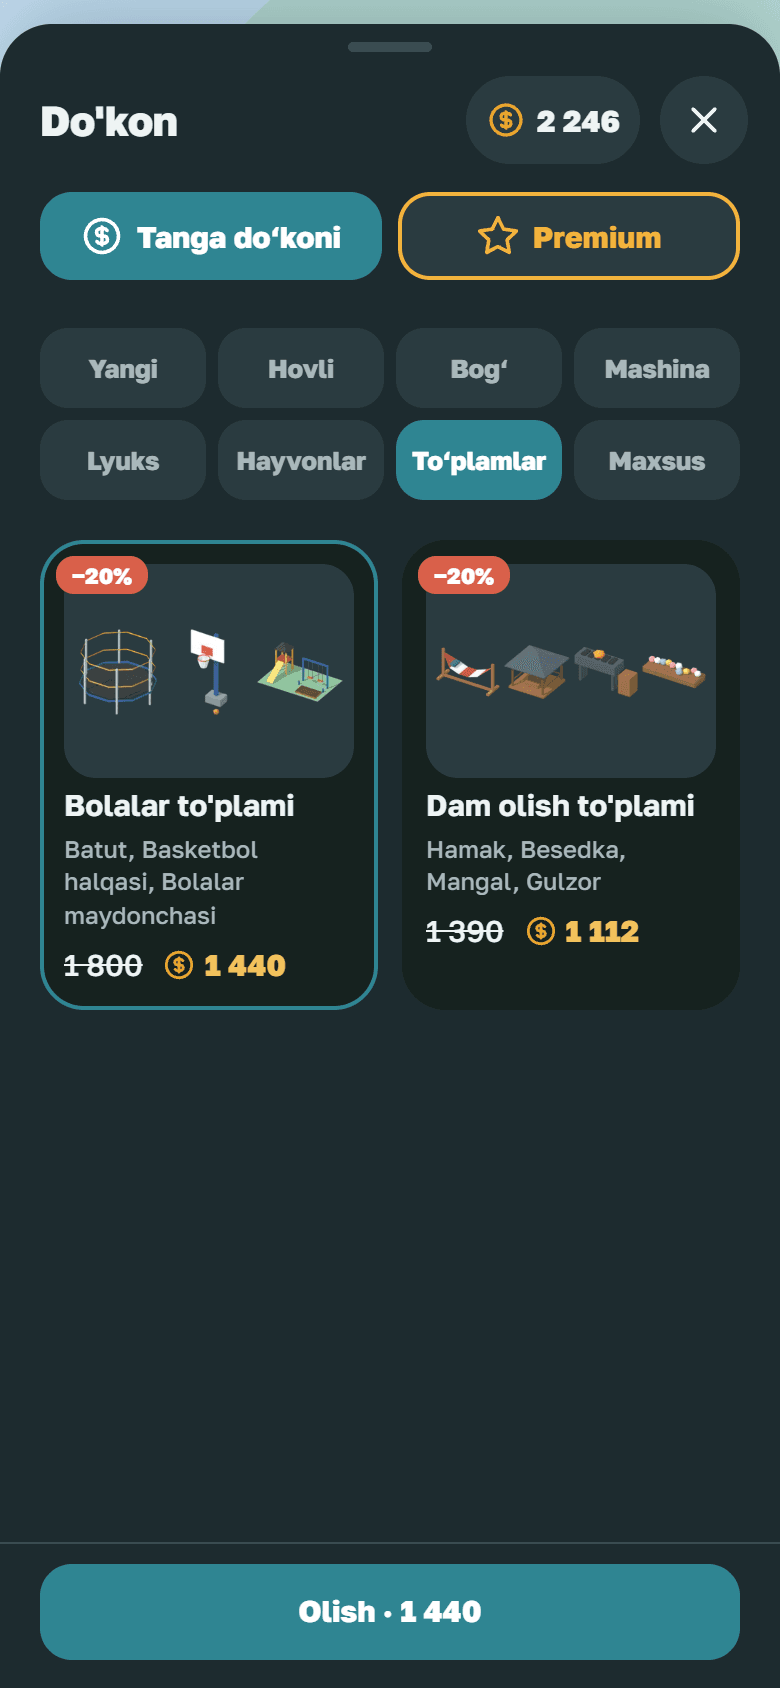 Do'kon
2 246
Tanga do‘koni
Premium
Yangi
Hovli
Bog‘
Mashina
Lyuks
Hayvonlar
To‘plamlar
Maxsus
−20%
Bolalar to'plami
Batut, Basketbol
halqasi, Bolalar
maydonchasi
1 800 1 440
−20%
Dam olish to'plami
Hamak, Besedka,
Mangal, Gulzor
1 390 1 112
Olish · 1 440